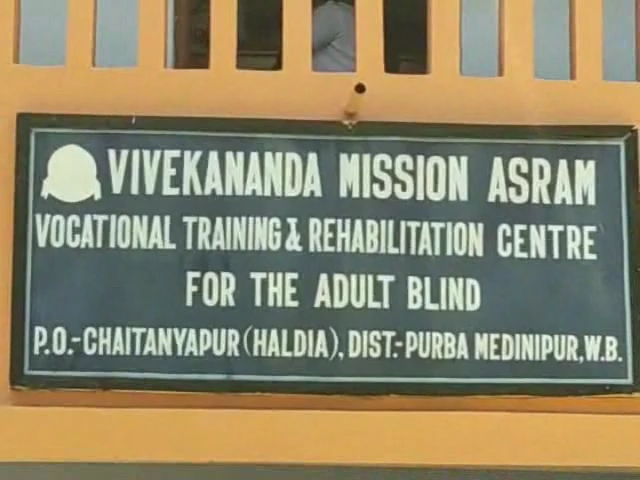 VIVEKANANDA MISSION ASRAM
VOCATIONAL TRAINING & REHABILITATION CENTRE
FOR THE ADULT BLIND
P.O.-CHAITANYAPUR (HALDIA), DIST.-PURBA MEDINIPUR, W.B.